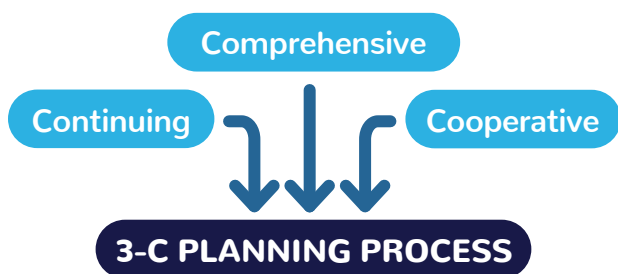 Comprehensive
Continuing
Cooperative
3-C PLANNING PROCESS